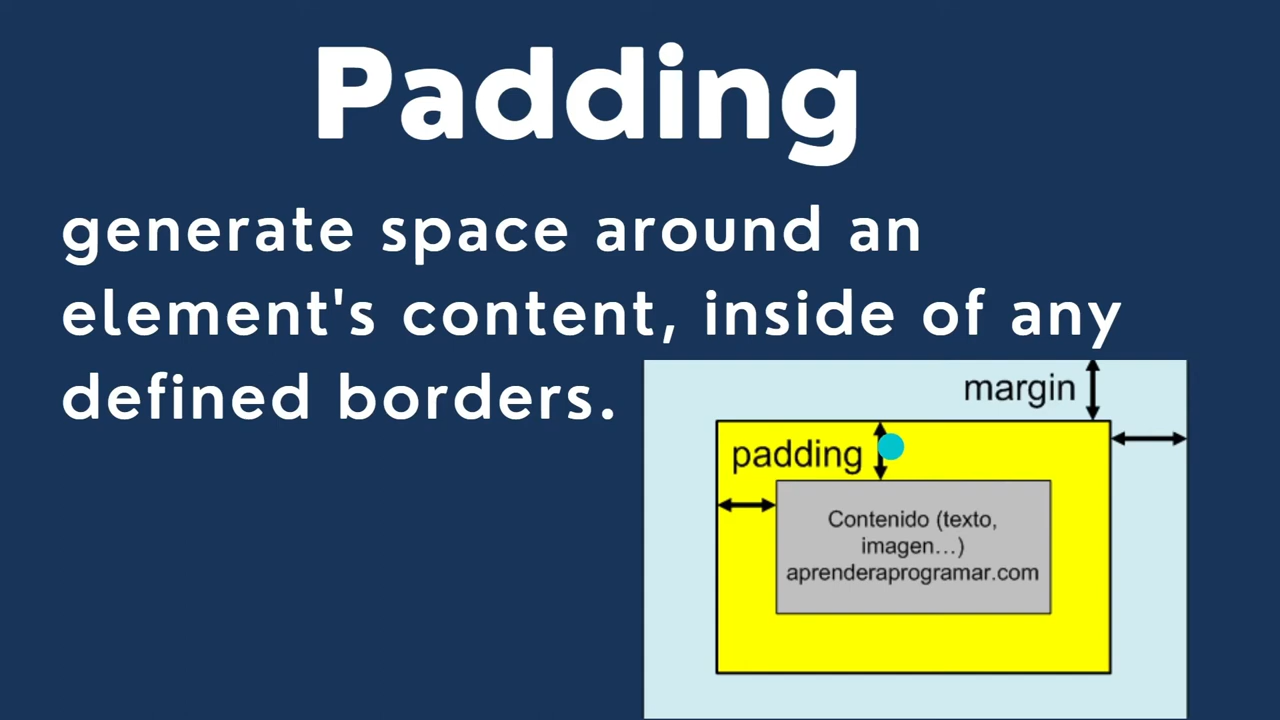 Padding
generate space around an
element's content, inside of any
defined borders.
margin
padding
Contenido (texto,
imagen...)
aprenderaprogramar.com